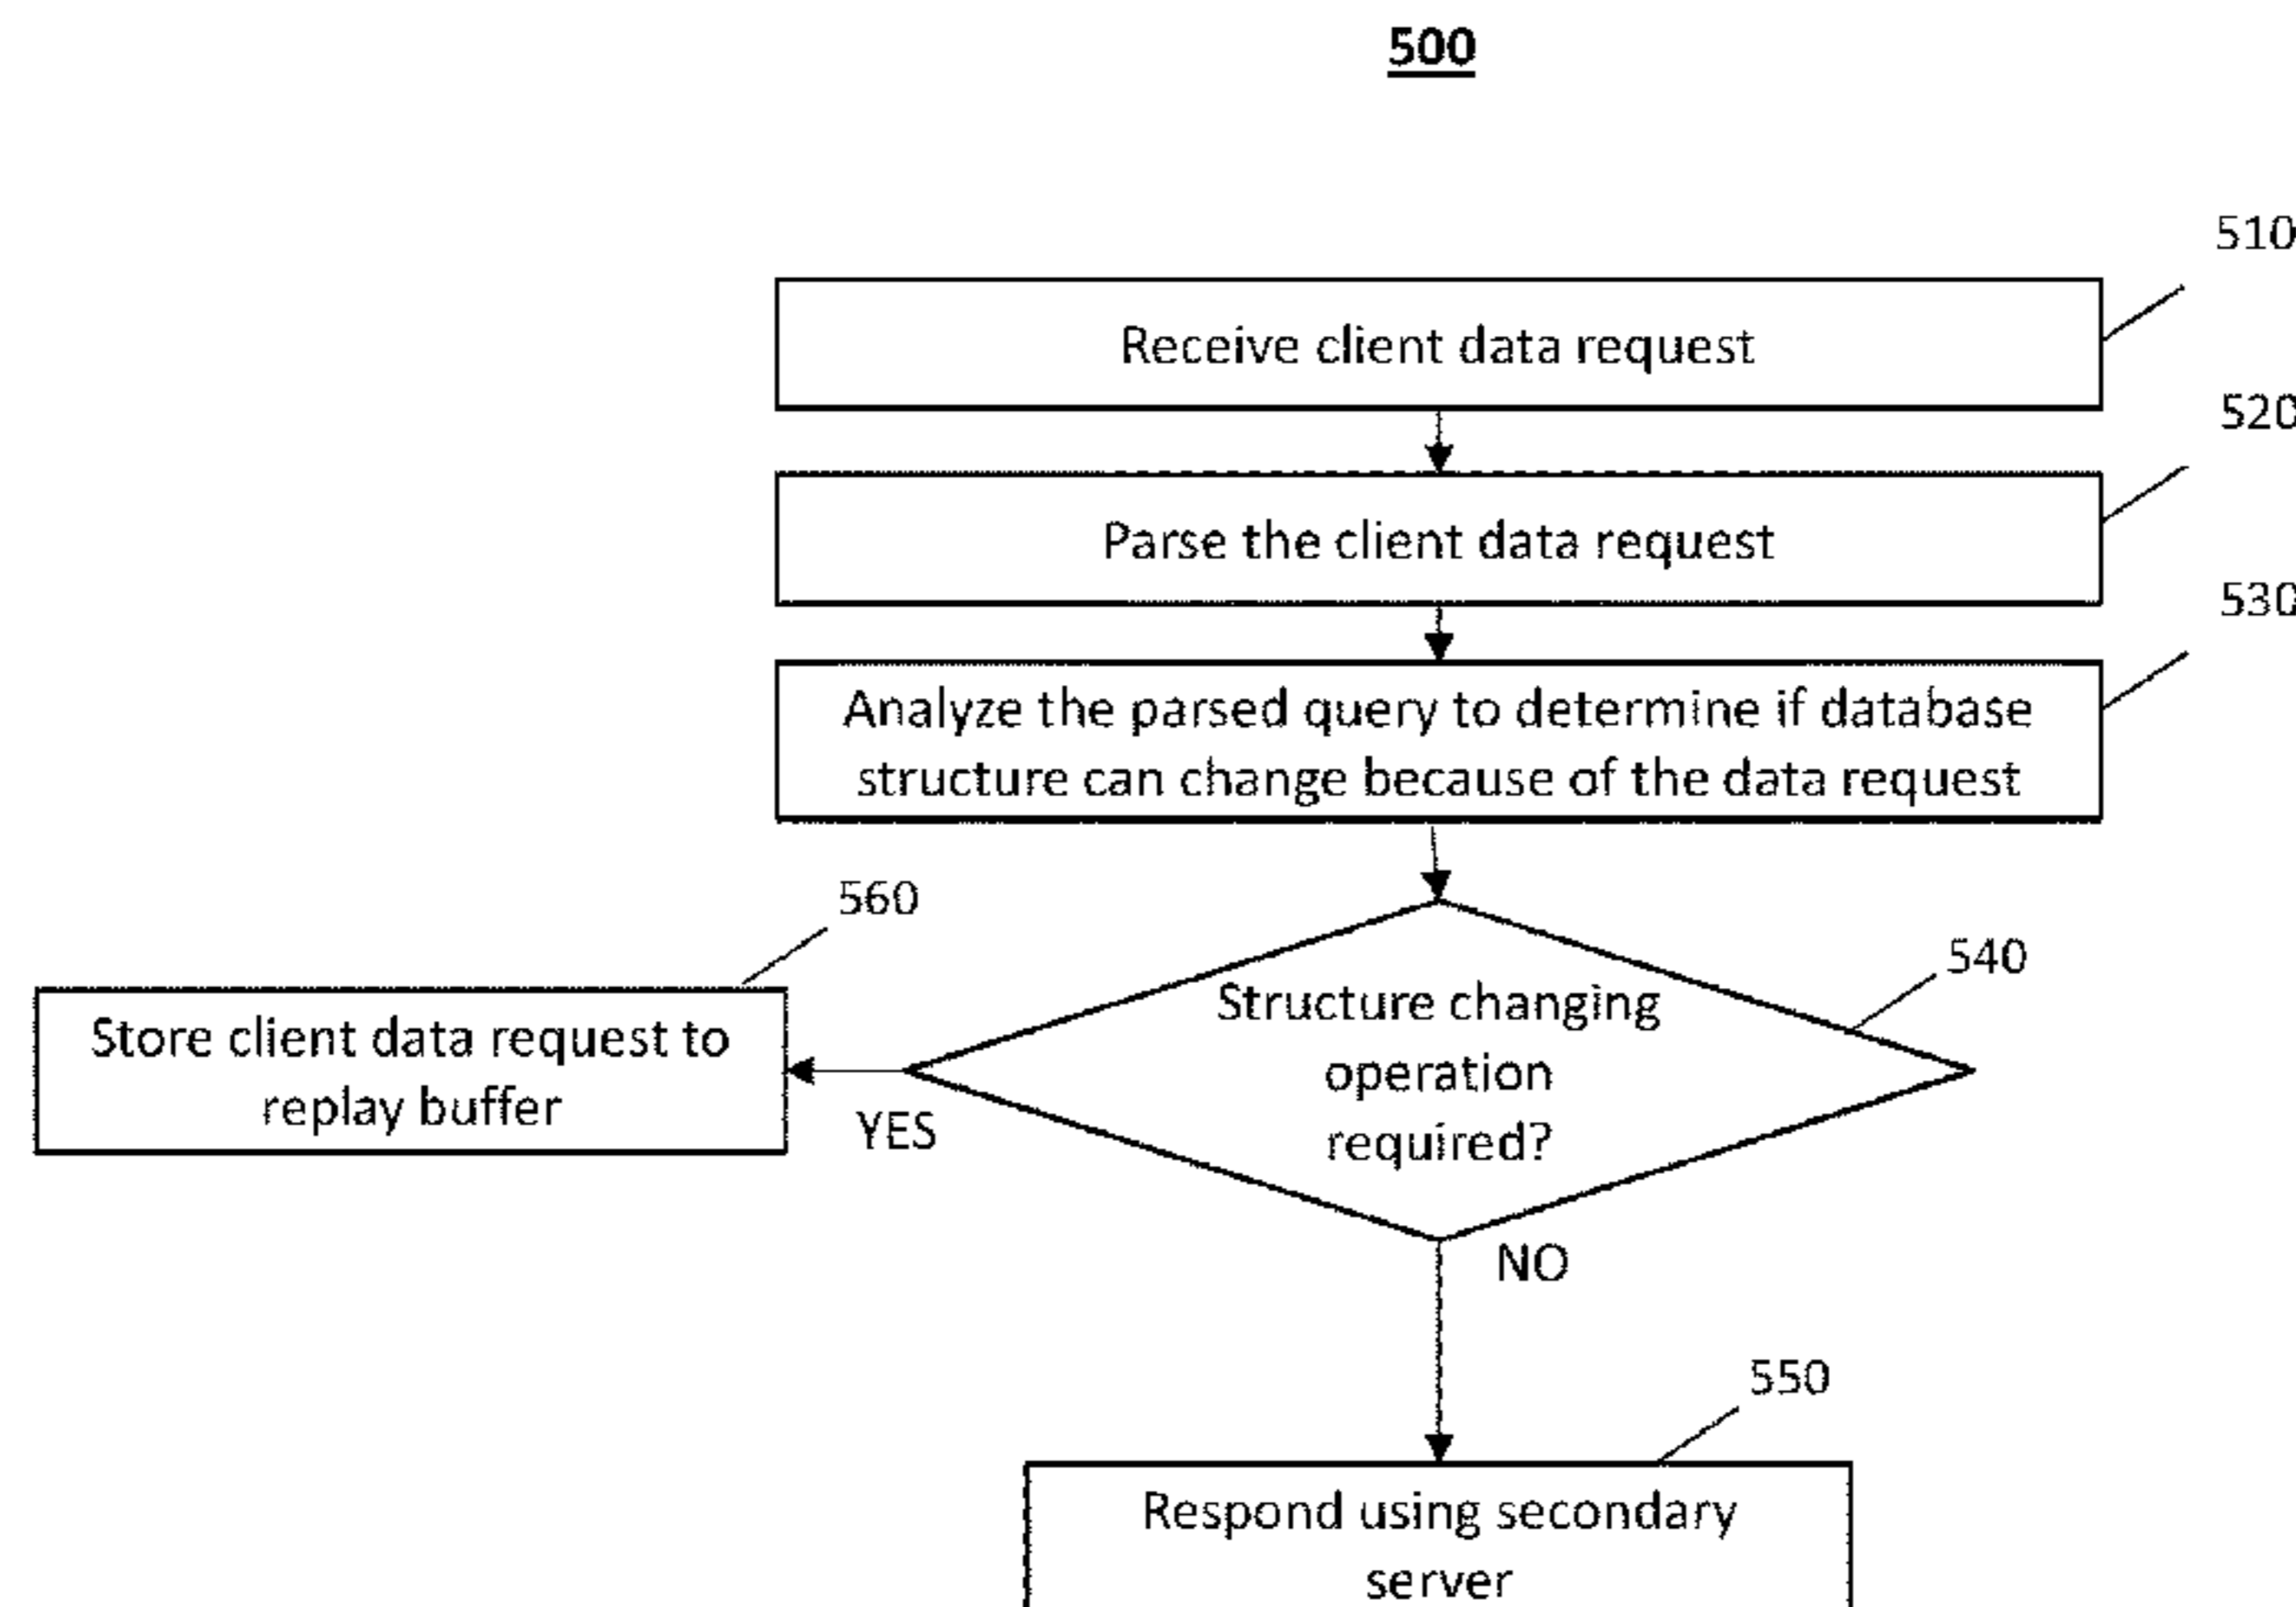 500
510
Receive client data request
520
Parse the client data request
530
Analyze the parsed query to determine if database
structure can change because of the data request
560
540
Store client data request to
replay buffer
Structure changing
operation
required?
YES
NO
550
Respond using secondary
server